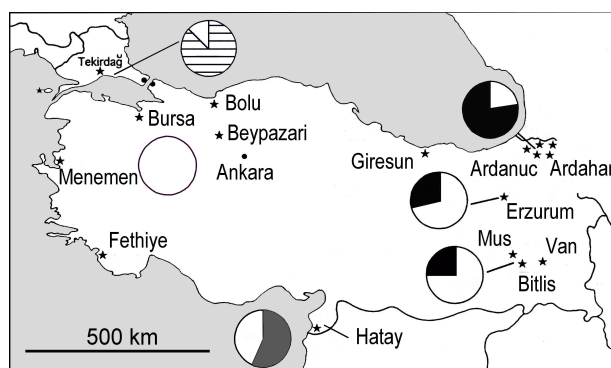 Tekirdağ
Bolu
Bursa
Beypazari
Ankara
Menemen
Giresun
Ardanuc
Ardahan
Erzurum
Mus
Van
Bitlis
Fethiye
Hatay
500 km